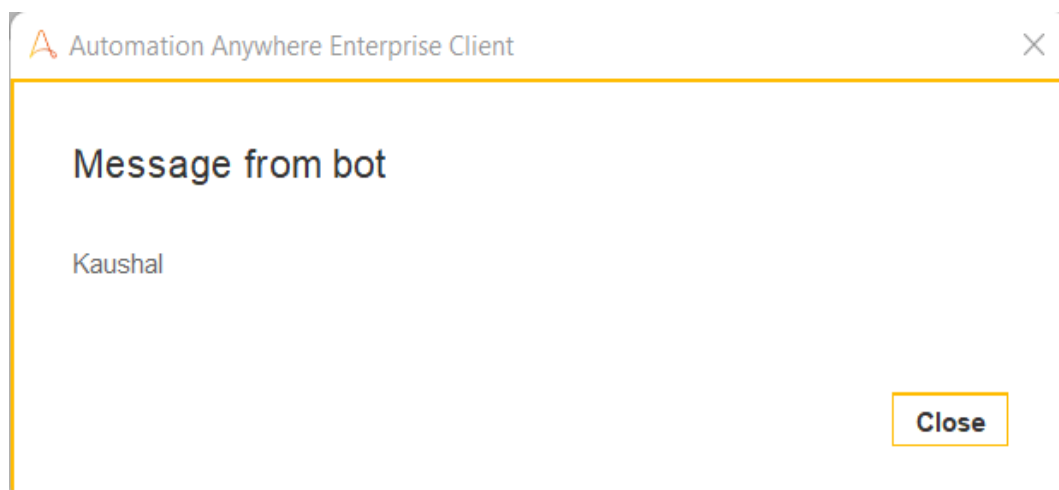 Automation Anywhere Enterprise Client
Message from bot
Kaushal
Close